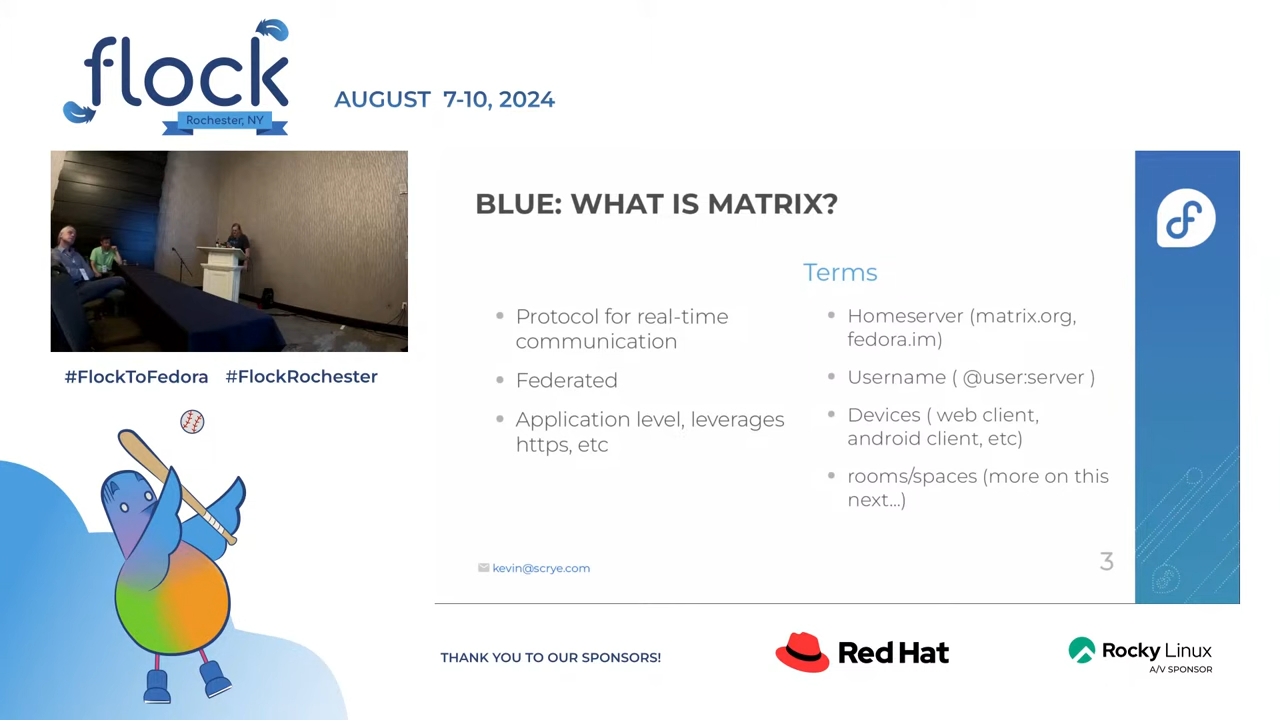 flock
Rochester, NY
AUGUST 7-10, 2024
#FlockToFedora #FlockRochester
BLUE: WHAT IS MATRIX?
Protocol for real-time
communication
Federated
Application level, leverages
https, etc
Terms
Homeserver (matrix.org,
fedora.im)
Username ( @user:server )
Devices ( web client,
android client, etc)
rooms/spaces (more on this
next...)
kevin@scrye.com
3
THANK YOU TO OUR SPONSORS!
Red Hat
Rocky Linux
A/V SPONSOR